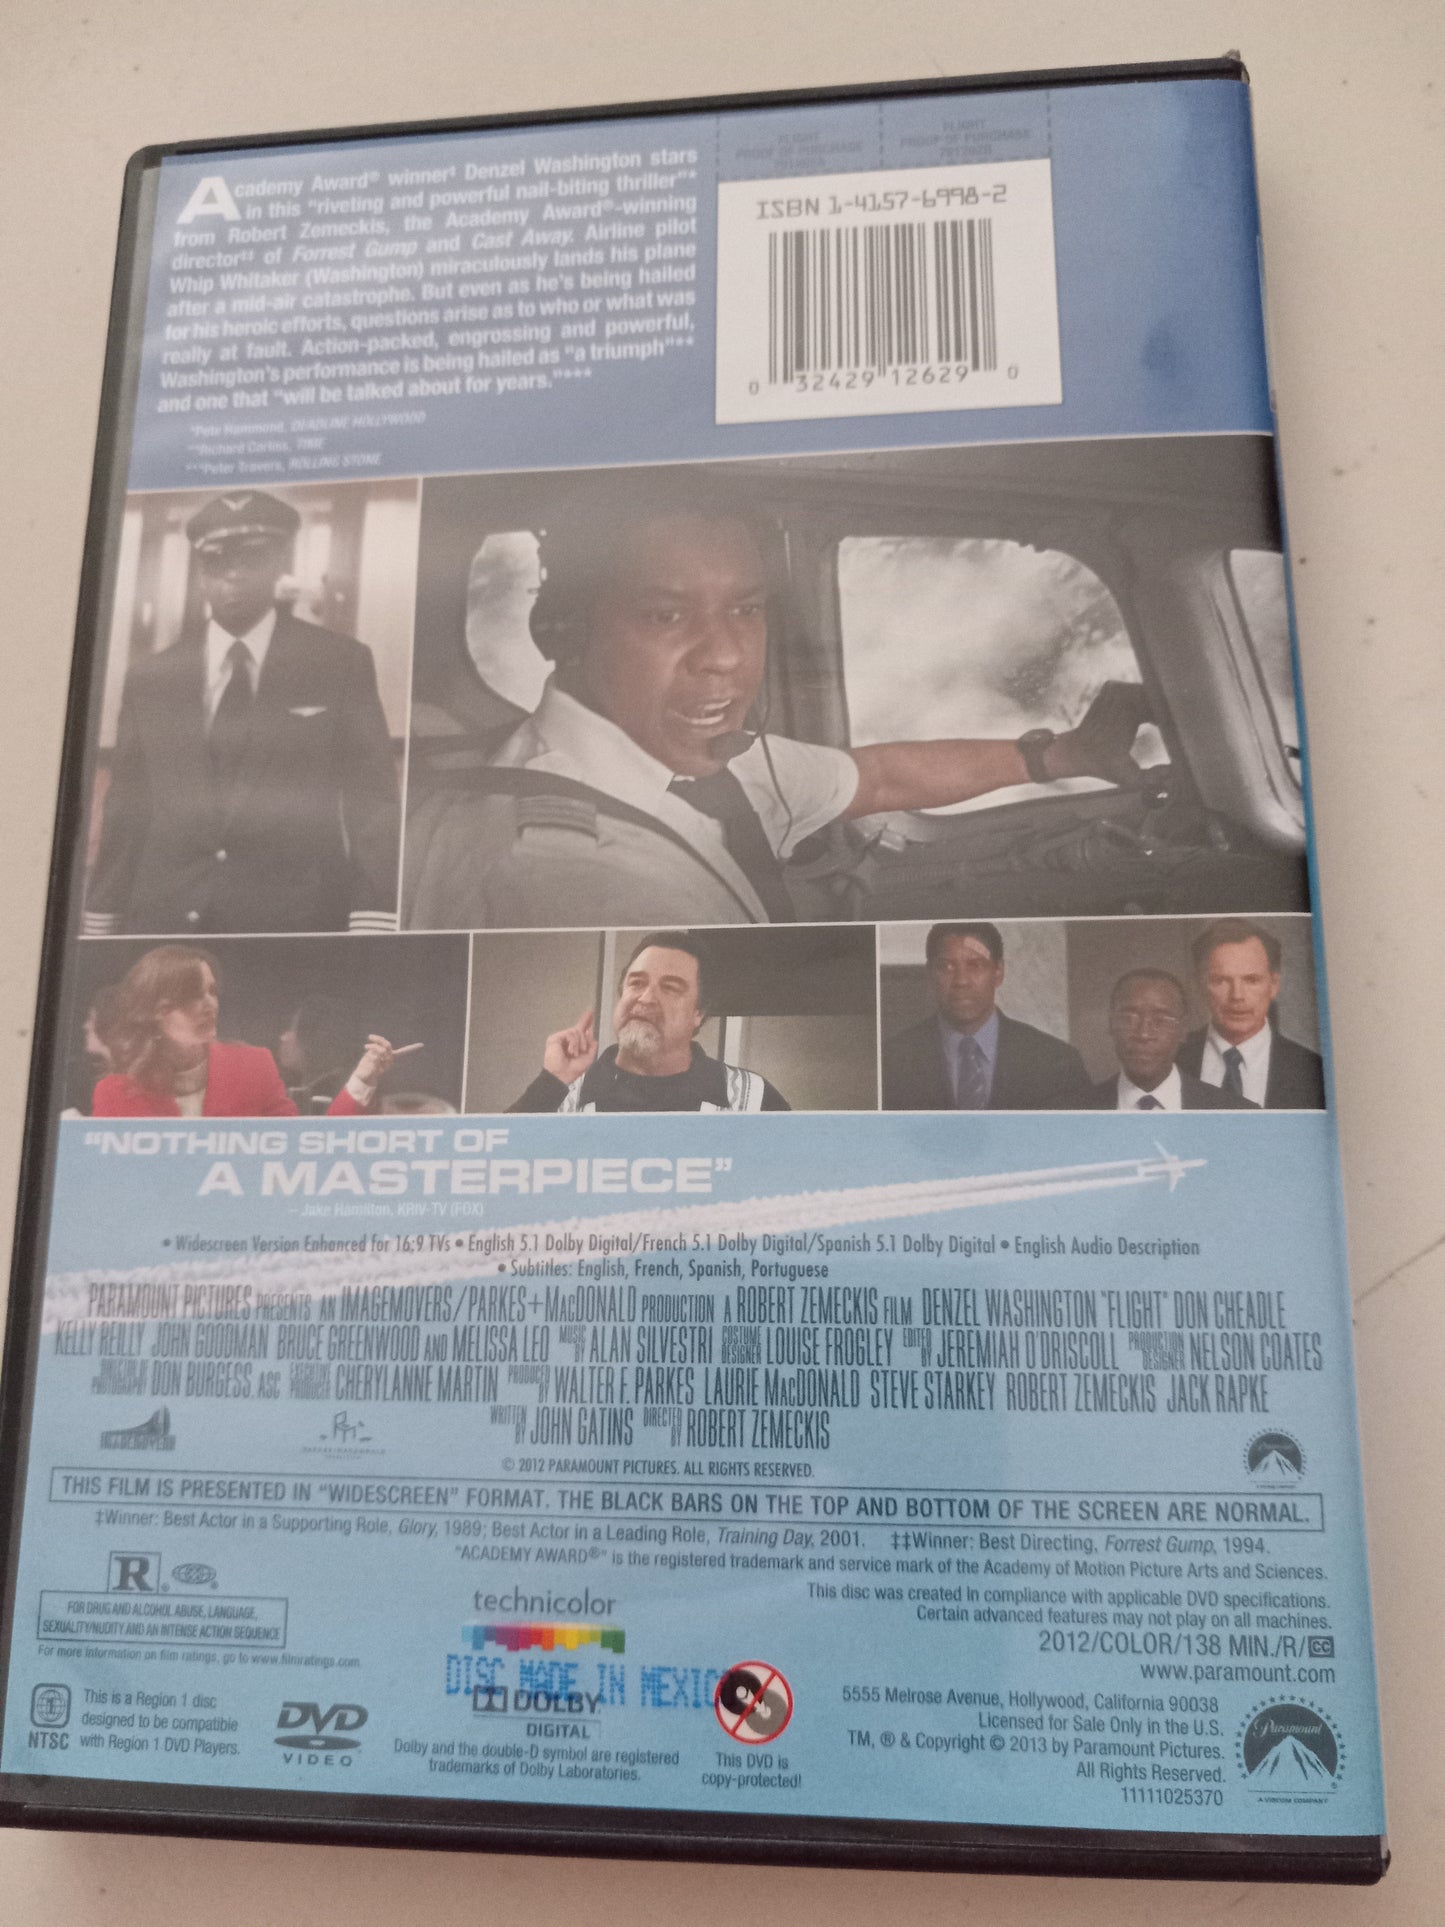 Academy Award® winner‡ Denzel Washington stars
in this "riveting and powerful nail-biting thriller"*
from Robert Zemeckis, the Academy Award®-winning
director‡‡ of Forrest Gump and Cast Away. Airline pilot
Whip Whitaker (Washington) miraculously lands his plane
after a mid-air catastrophe. But even as he's being hailed
for his heroic efforts, questions arise as to who or what was
really at fault. Action-packed, engrossing and powerful,
Washington's performance is being hailed as "a triumph"**
and one that "will be talked about for years."***
*Pete Hammond, DEADLINE HOLLYWOOD
**Richard Corliss, TIME
***Peter Travers, ROLLING STONE
FLIGHT
PROOF OF PURCHASE
FLIGHT
PROOF OF PURCHASE
ISBN 1-4157-6998-2
0 32429 12629 0
"NOTHING SHORT OF
A MASTERPIECE"
– Jake Hamilton, KRIV-TV (FOX)
• Widescreen Version Enhanced for 16:9 TVs • English 5.1 Dolby Digital/French 5.1 Dolby Digital/Spanish 5.1 Dolby Digital • English Audio Description
• Subtitles: English, French, Spanish, Portuguese
PARAMOUNT PICTURES PRESENTS AN IMAGEMOVERS/PARKES+MACDONALD PRODUCTION A ROBERT ZEMECKIS FILM DENZEL WASHINGTON "FLIGHT" DON CHEADLE
KELLY REILLY JOHN GOODMAN BRUCE GREENWOOD AND MELISSA LEO MUSIC BY ALAN SILVESTRI COSTUME DESIGNER LOUISE FROGLEY EDITED BY JEREMIAH O'DRISCOLL PRODUCTION DESIGNER NELSON COATES
DIRECTOR OF PHOTOGRAPHY DON BURGESS, ASC EXECUTIVE PRODUCER CHERYLANNE MARTIN PRODUCED BY WALTER F. PARKES LAURIE MACDONALD STEVE STARKEY ROBERT ZEMECKIS JACK RAPKE
WRITTEN BY JOHN GATINS DIRECTED BY ROBERT ZEMECKIS
© 2012 PARAMOUNT PICTURES. ALL RIGHTS RESERVED.
THIS FILM IS PRESENTED IN "WIDESCREEN" FORMAT. THE BLACK BARS ON THE TOP AND BOTTOM OF THE SCREEN ARE NORMAL.
‡Winner: Best Actor in a Supporting Role, Glory, 1989; Best Actor in a Leading Role, Training Day, 2001. ‡‡Winner: Best Directing, Forrest Gump, 1994.
"ACADEMY AWARD®" is the registered trademark and service mark of the Academy of Motion Picture Arts and Sciences.
R ®
FOR DRUG AND ALCOHOL ABUSE, LANGUAGE,
SEXUALITY/NUDITY AND AN INTENSE ACTION SEQUENCE
For more information on film ratings, go to www.filmratings.com
1
NTSC
This is a Region 1 disc
designed to be compatible
with Region 1 DVD Players.
DVD
VIDEO
technicolor
DISC MADE IN MEXICO
DOLBY
DIGITAL
Dolby and the double-D symbol are registered
trademarks of Dolby Laboratories.
This DVD is
copy-protected!
This disc was created in compliance with applicable DVD specifications.
Certain advanced features may not play on all machines.
2012/COLOR/138 MIN./R/CC
www.paramount.com
5555 Melrose Avenue, Hollywood, California 90038
Licensed for Sale Only in the U.S.
TM, ® & Copyright © 2013 by Paramount Pictures.
All Rights Reserved.
11111025370
Paramount
A VIACOM COMPANY